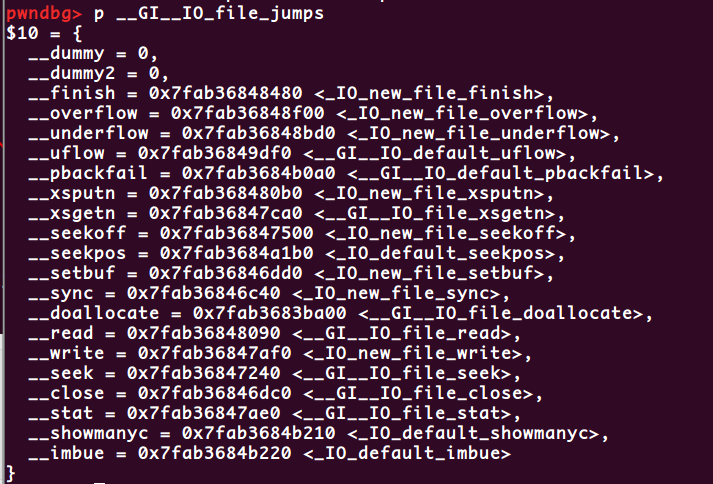 pwndbg> p __GI__IO_file_jumps
$10 = {
  __dummy = 0,
  __dummy2 = 0,
  __finish = 0x7fab36848480 <_IO_new_file_finish>,
  __overflow = 0x7fab36848f00 <_IO_new_file_overflow>,
  __underflow = 0x7fab36848bd0 <_IO_new_file_underflow>,
  __uflow = 0x7fab36849df0 <__GI__IO_default_uflow>,
  __pbackfail = 0x7fab3684b0a0 <__GI__IO_default_pbackfail>,
  __xsputn = 0x7fab368480b0 <_IO_new_file_xsputn>,
  __xsgetn = 0x7fab36847ca0 <__GI__IO_file_xsgetn>,
  __seekoff = 0x7fab36847500 <_IO_new_file_seekoff>,
  __seekpos = 0x7fab3684a1b0 <_IO_default_seekpos>,
  __setbuf = 0x7fab36846dd0 <_IO_new_file_setbuf>,
  __sync = 0x7fab36846c40 <_IO_new_file_sync>,
  __doallocate = 0x7fab3683ba00 <__GI__IO_file_doallocate>,
  __read = 0x7fab36848090 <__GI__IO_file_read>,
  __write = 0x7fab36847af0 <_IO_new_file_write>,
  __seek = 0x7fab36847240 <__GI__IO_file_seek>,
  __close = 0x7fab36846dc0 <__GI__IO_file_close>,
  __stat = 0x7fab36847ae0 <__GI__IO_file_stat>,
  __showmanyc = 0x7fab3684b210 <_IO_default_showmanyc>,
  __imbue = 0x7fab3684b220 <_IO_default_imbue>
}